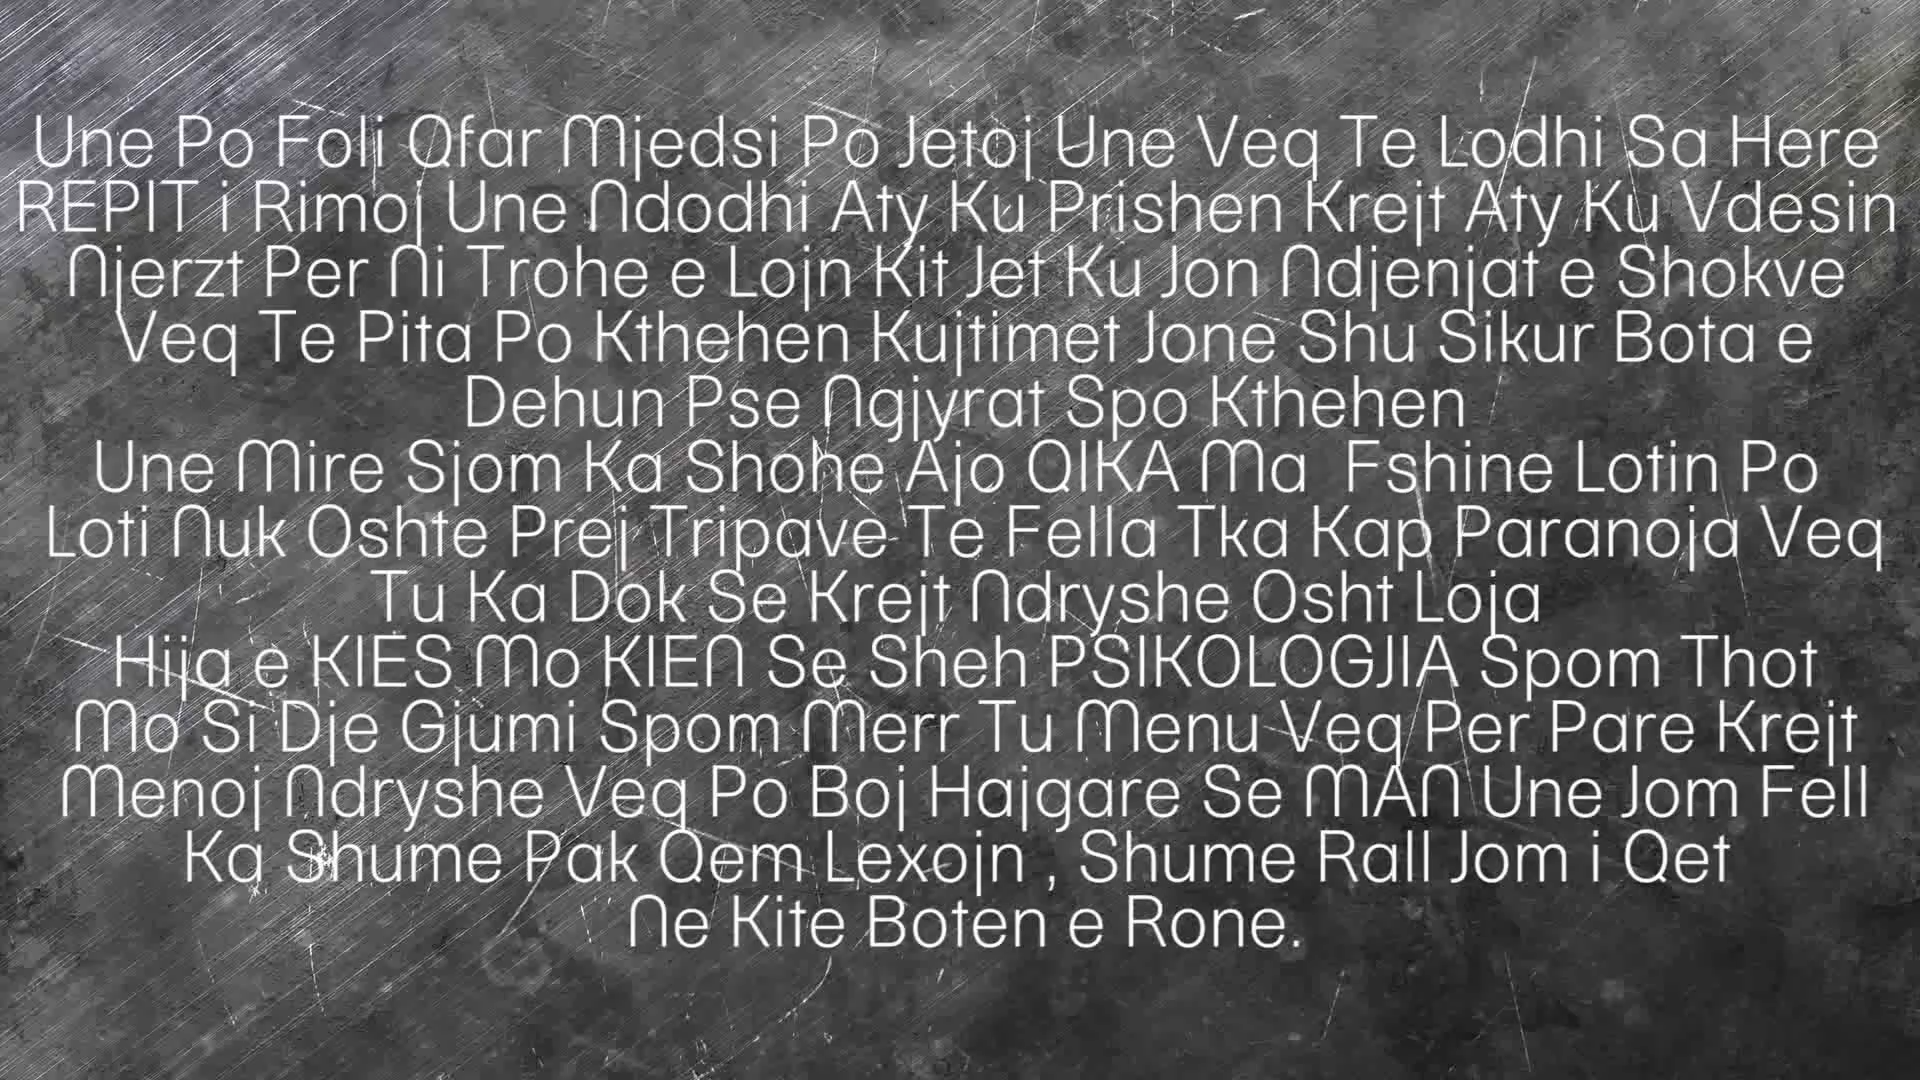 Une Po Foli Qfar Mjedsi Po Jetoj Une Veq Te Lodhi Sa Here
REPIT i Rimoj Une Ndodhi Aty Ku Prishen Krejt Aty Ku Vdesin
Njerzt Per Ni Trohe e Lojn Kit Jet Ku Jon Ndjenjat e Shokve
Veq Te Pita Po Kthehen Kujtimet Jone Shu Sikur Bota e
Dehun Pse Ngjyrat Spo Kthehen
Une Mire Sjom Ka Shohe Ajo QIKA Ma Fshine Lotin Po
Loti Nuk Oshte Prej Tripave Te Fella Tka Kap Paranoja Veq
Tu Ka Dok Se Krejt Ndryshe Osht Loja
Hija e KIES Mo KIEN Se Sheh PSIKOLOGJIA Spom Thot
Mo Si Dje Gjumi Spom Merr Tu Menu Veq Per Pare Krejt
Menoj Ndryshe Veq Po Boj Hajgare Se MAN Une Jom Fell
Ka Shume Pak Qem Lexojn , Shume Rall Jom i Qet
Ne Kite Boten e Rone.